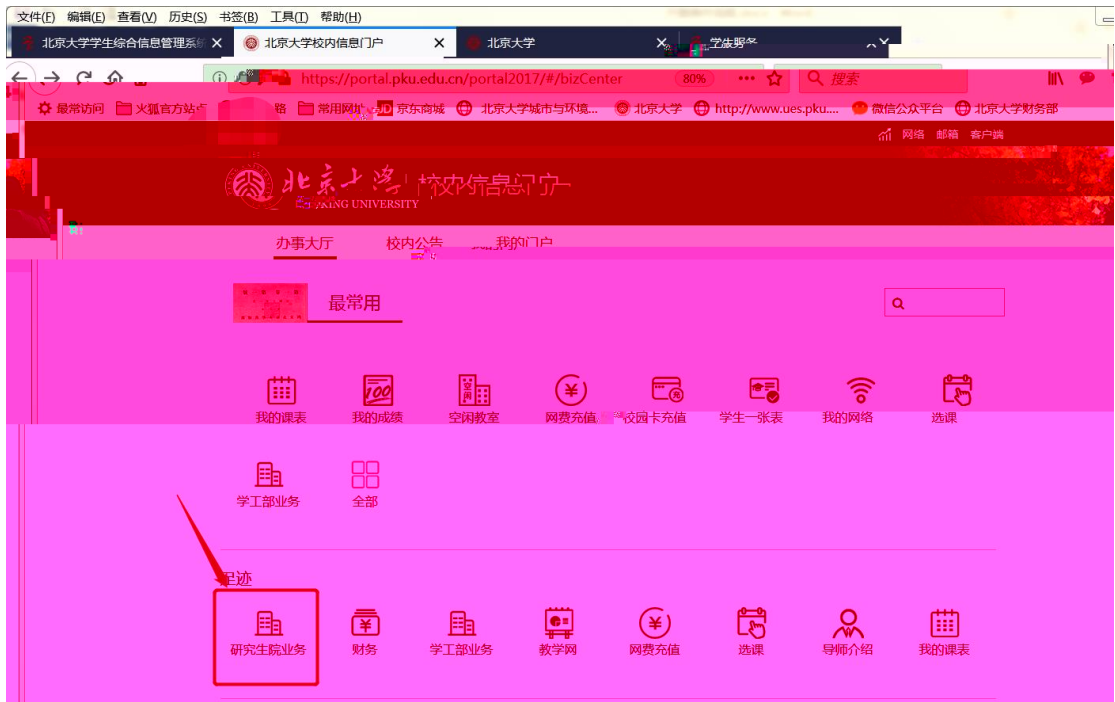 文件(F) 编辑(E) 查看(V) 历史(S) 书签(B) 工具(T) 帮助(H)
北京大学学生综合信息管理系统 北京大学校内信息门户 北京大学
https://portal.pku.edu.cn/portal2017/#/bizCenter 80% 搜索
最常访问 火狐官方站点 常用网址 JD 京东商城 北京大学城市与环境... 北京大学 http://www.ues.pku.... 微信公众平台 北京大学财务部
网络 邮箱 客户端
北京大学 校内信息门户
UNIVERSITY
办事大厅 校内公告 我的门户
最常用
我的课表 我的成绩 空闲教室 网费充值 校园卡充值 学生一张表 我的网络 选课
学工部业务 全部
足迹
研究生院业务 财务 学工部业务 教学网 网费充值 选课 导师介绍 我的课表